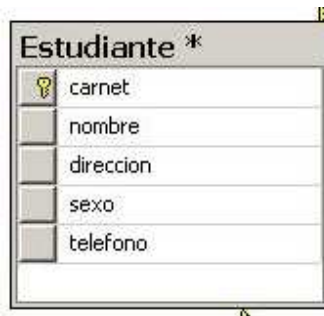 Estudiante *
carnet
nombre
direccion
sexo
telefono